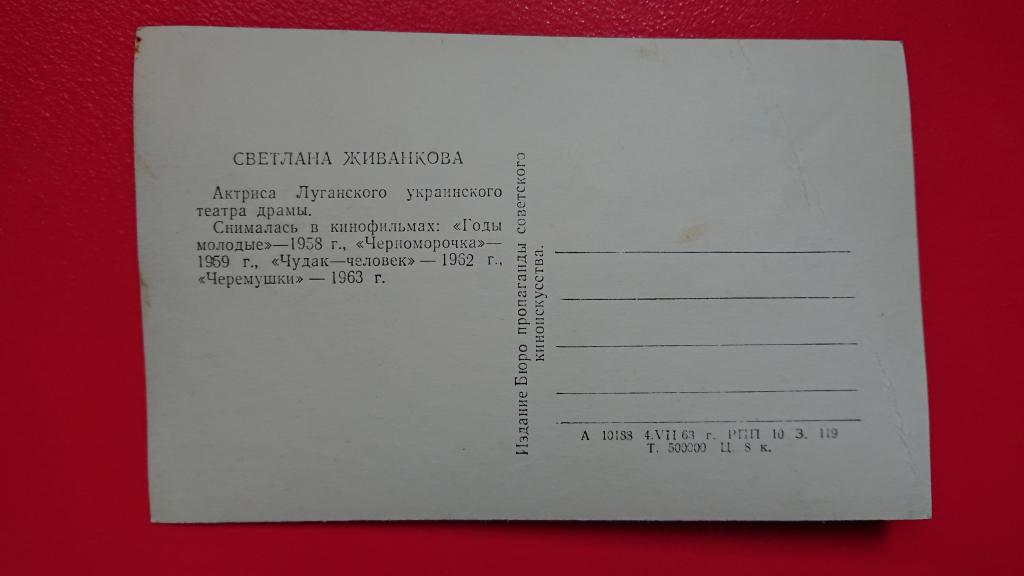 СВЕТЛАНА ЖИВАНКОВА
Актриса Луганского украинского
театра драмы.
Снималась в кинофильмах: «Годы
молодые»—1958 г., «Черноморочка»—
1959 г., «Чудак—человек» — 1962 г.,
«Черемушки» — 1963 г.
Издание Бюро пропаганды советского
киноискусства.
А 10183 4.VII 63 г. РПП 10 З. 119
Т. 500000 Ц. 8 к.